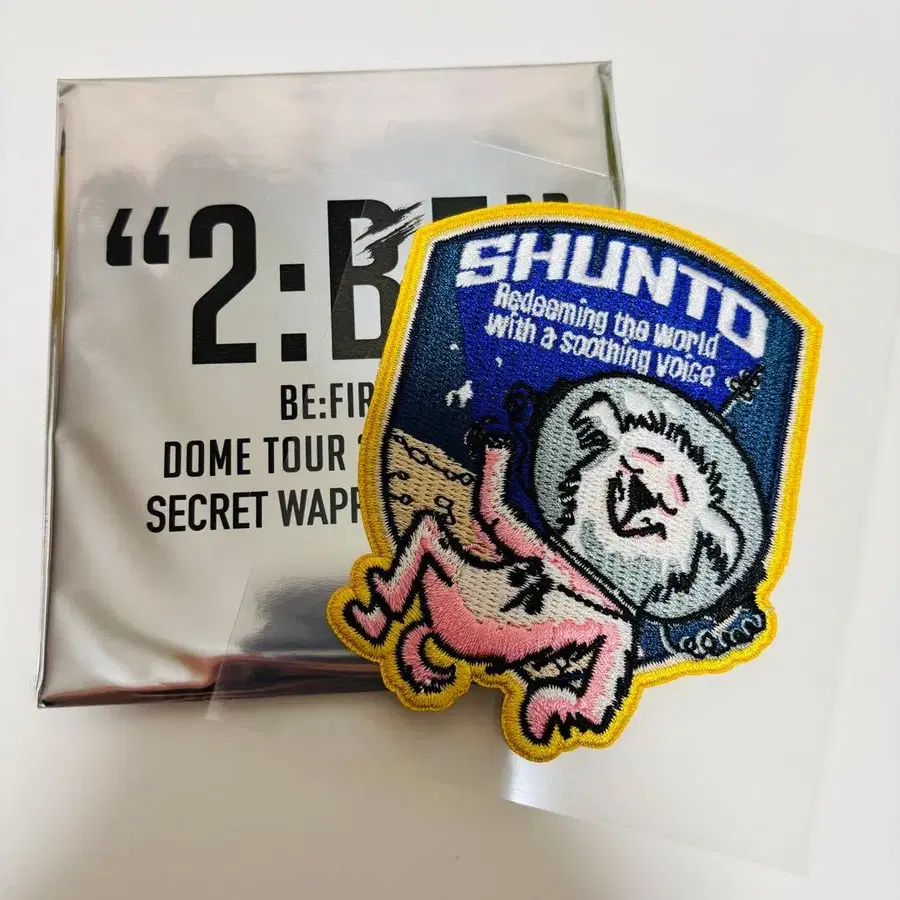 “2:BE”
BE:FIR
DOME TOUR
SECRET WAPP
SHUNTO
Redeeming the world
with a soothing voice